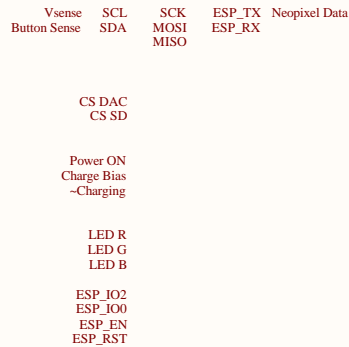 Vsense SCL SCK ESP_TX Neopixel Data
Button Sense SDA MOSI ESP_RX
MISO
CS DAC
CS SD
Power ON
Charge Bias
~Charging
LED R
LED G
LED B
ESP_IO2
ESP_IO0
ESP_EN
ESP_RST